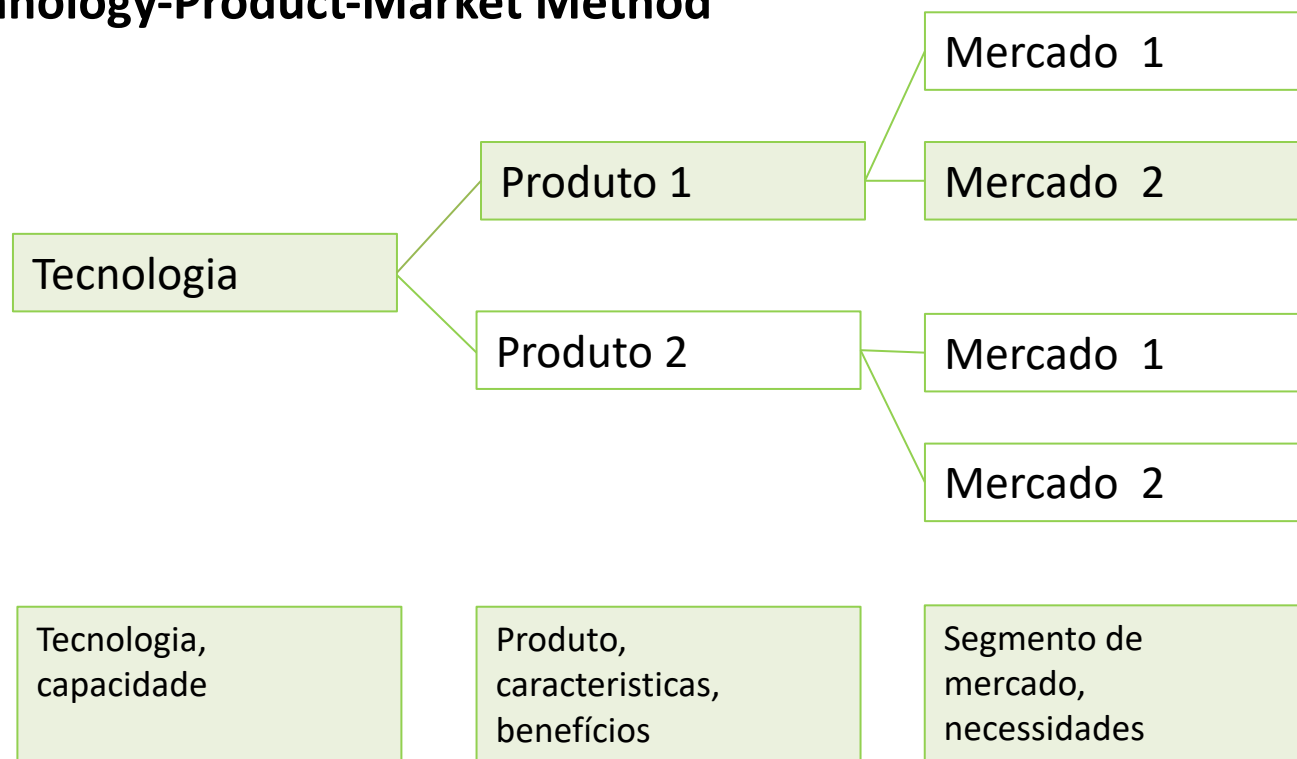 nology-Product-Market Method
Mercado 1
Produto 1
Mercado 2
Tecnologia
Produto 2
Mercado 1
Mercado 2
Tecnologia,
capacidade
Produto,
caracteristicas,
benefícios
Segmento de
mercado,
necessidades